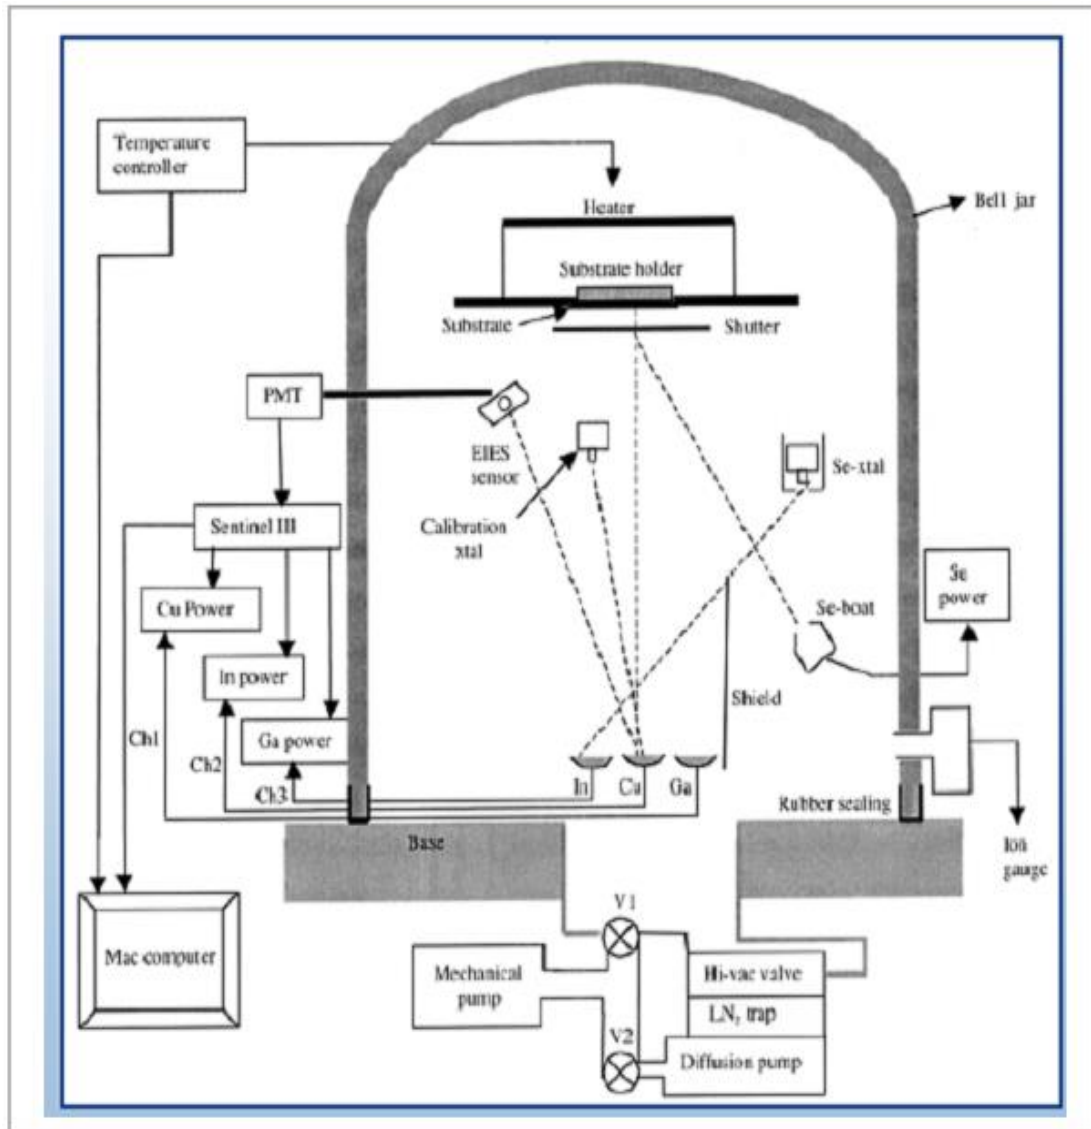 Temperature
controller
Bell jar
Heater
Substrate holder
Substrate
Shutter
PMT
EIES
sensor
Se-xtal
Calibration
xtal
Sentinel III
Se
power
Cu Power
Se-boat
In power
Shield
Ga power
Ch1
Ch2
Ch3
In
Cu
Ga
Rubber sealing
Base
Ion
gauge
V1
Mac computer
Mechanical
pump
Hi-vac valve
LN₂ trap
V2
Diffusion pump